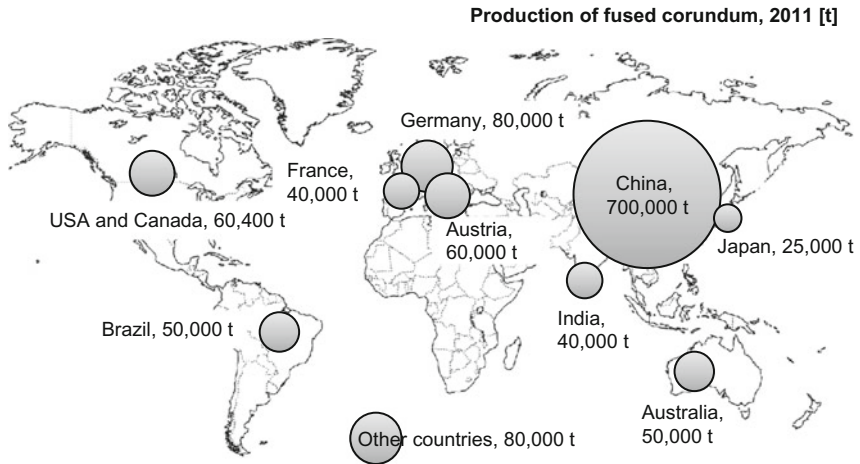 Production of fused corundum, 2011 [t]
Germany, 80,000 t
France,
40,000 t
China,
700,000 t
USA and Canada, 60,400 t
Austria,
60,000 t
Japan, 25,000 t
Brazil, 50,000 t
India,
40,000 t
Australia,
50,000 t
Other countries, 80,000 t